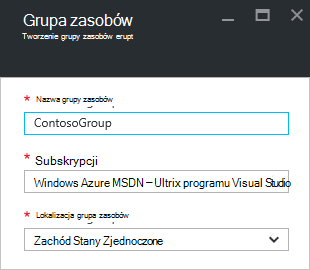 Grupa zasobów
Tworzenie grupy zasobów erupt
* Nazwa grupy zasobów
ContosoGroup
* Subskrypcji
Windows Azure MSDN – Ultrix programu Visual Studio
* Lokalizacja grupa zasobów
Zachód Stany Zjednoczone